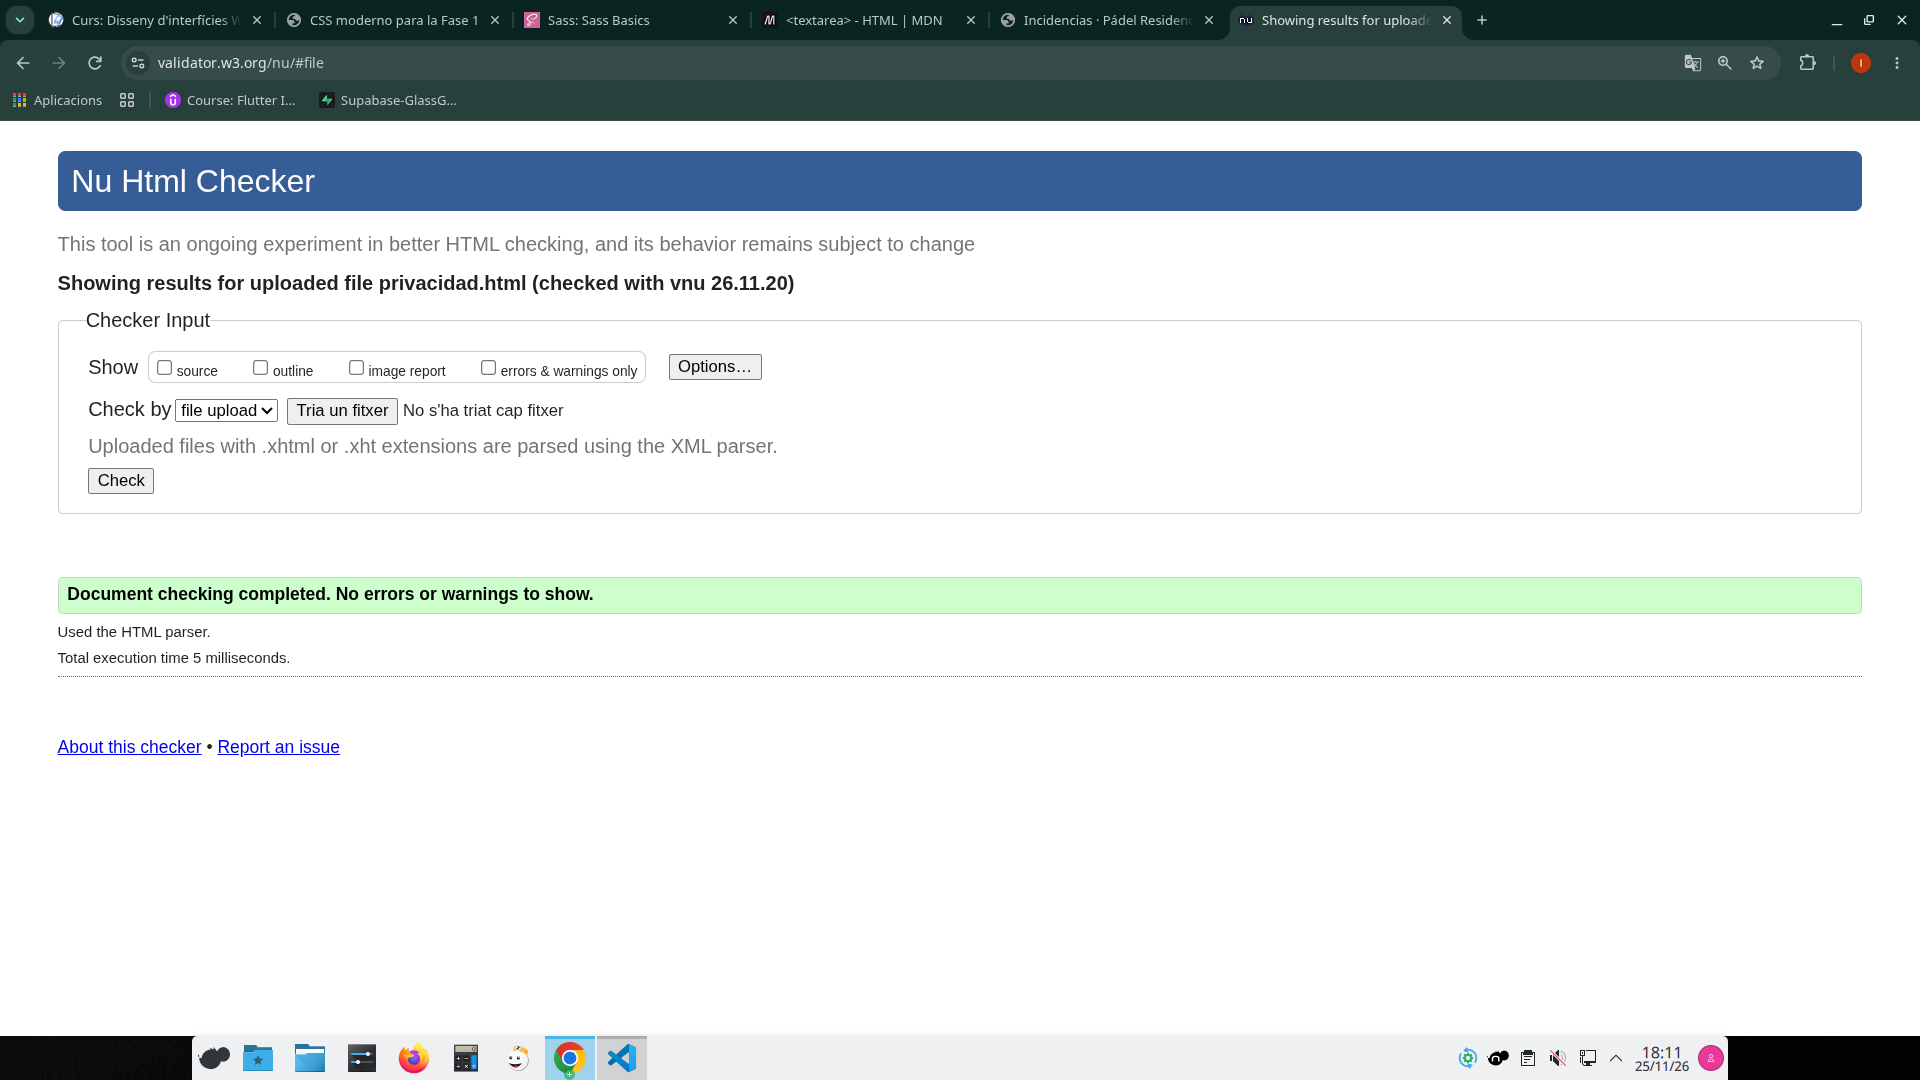 Curs: Disseny d'interfícies W
CSS moderno para la Fase 1
Sass: Sass Basics
<textarea> - HTML | MDN
Incidencias · Pádel Residenc
Showing results for uploade
validator.w3.org/nu/#file
Aplicacions
Course: Flutter I...
Supabase-GlassG...
Nu Html Checker
This tool is an ongoing experiment in better HTML checking, and its behavior remains subject to change
Showing results for uploaded file privacidad.html (checked with vnu 26.11.20)
Checker Input
Show source outline image report errors & warnings only Options…
Check by file upload Tria un fitxer No s'ha triat cap fitxer
Uploaded files with .xhtml or .xht extensions are parsed using the XML parser.
Check
Document checking completed. No errors or warnings to show.
Used the HTML parser.
Total execution time 5 milliseconds.
About this checker • Report an issue
18:11
25/11/26